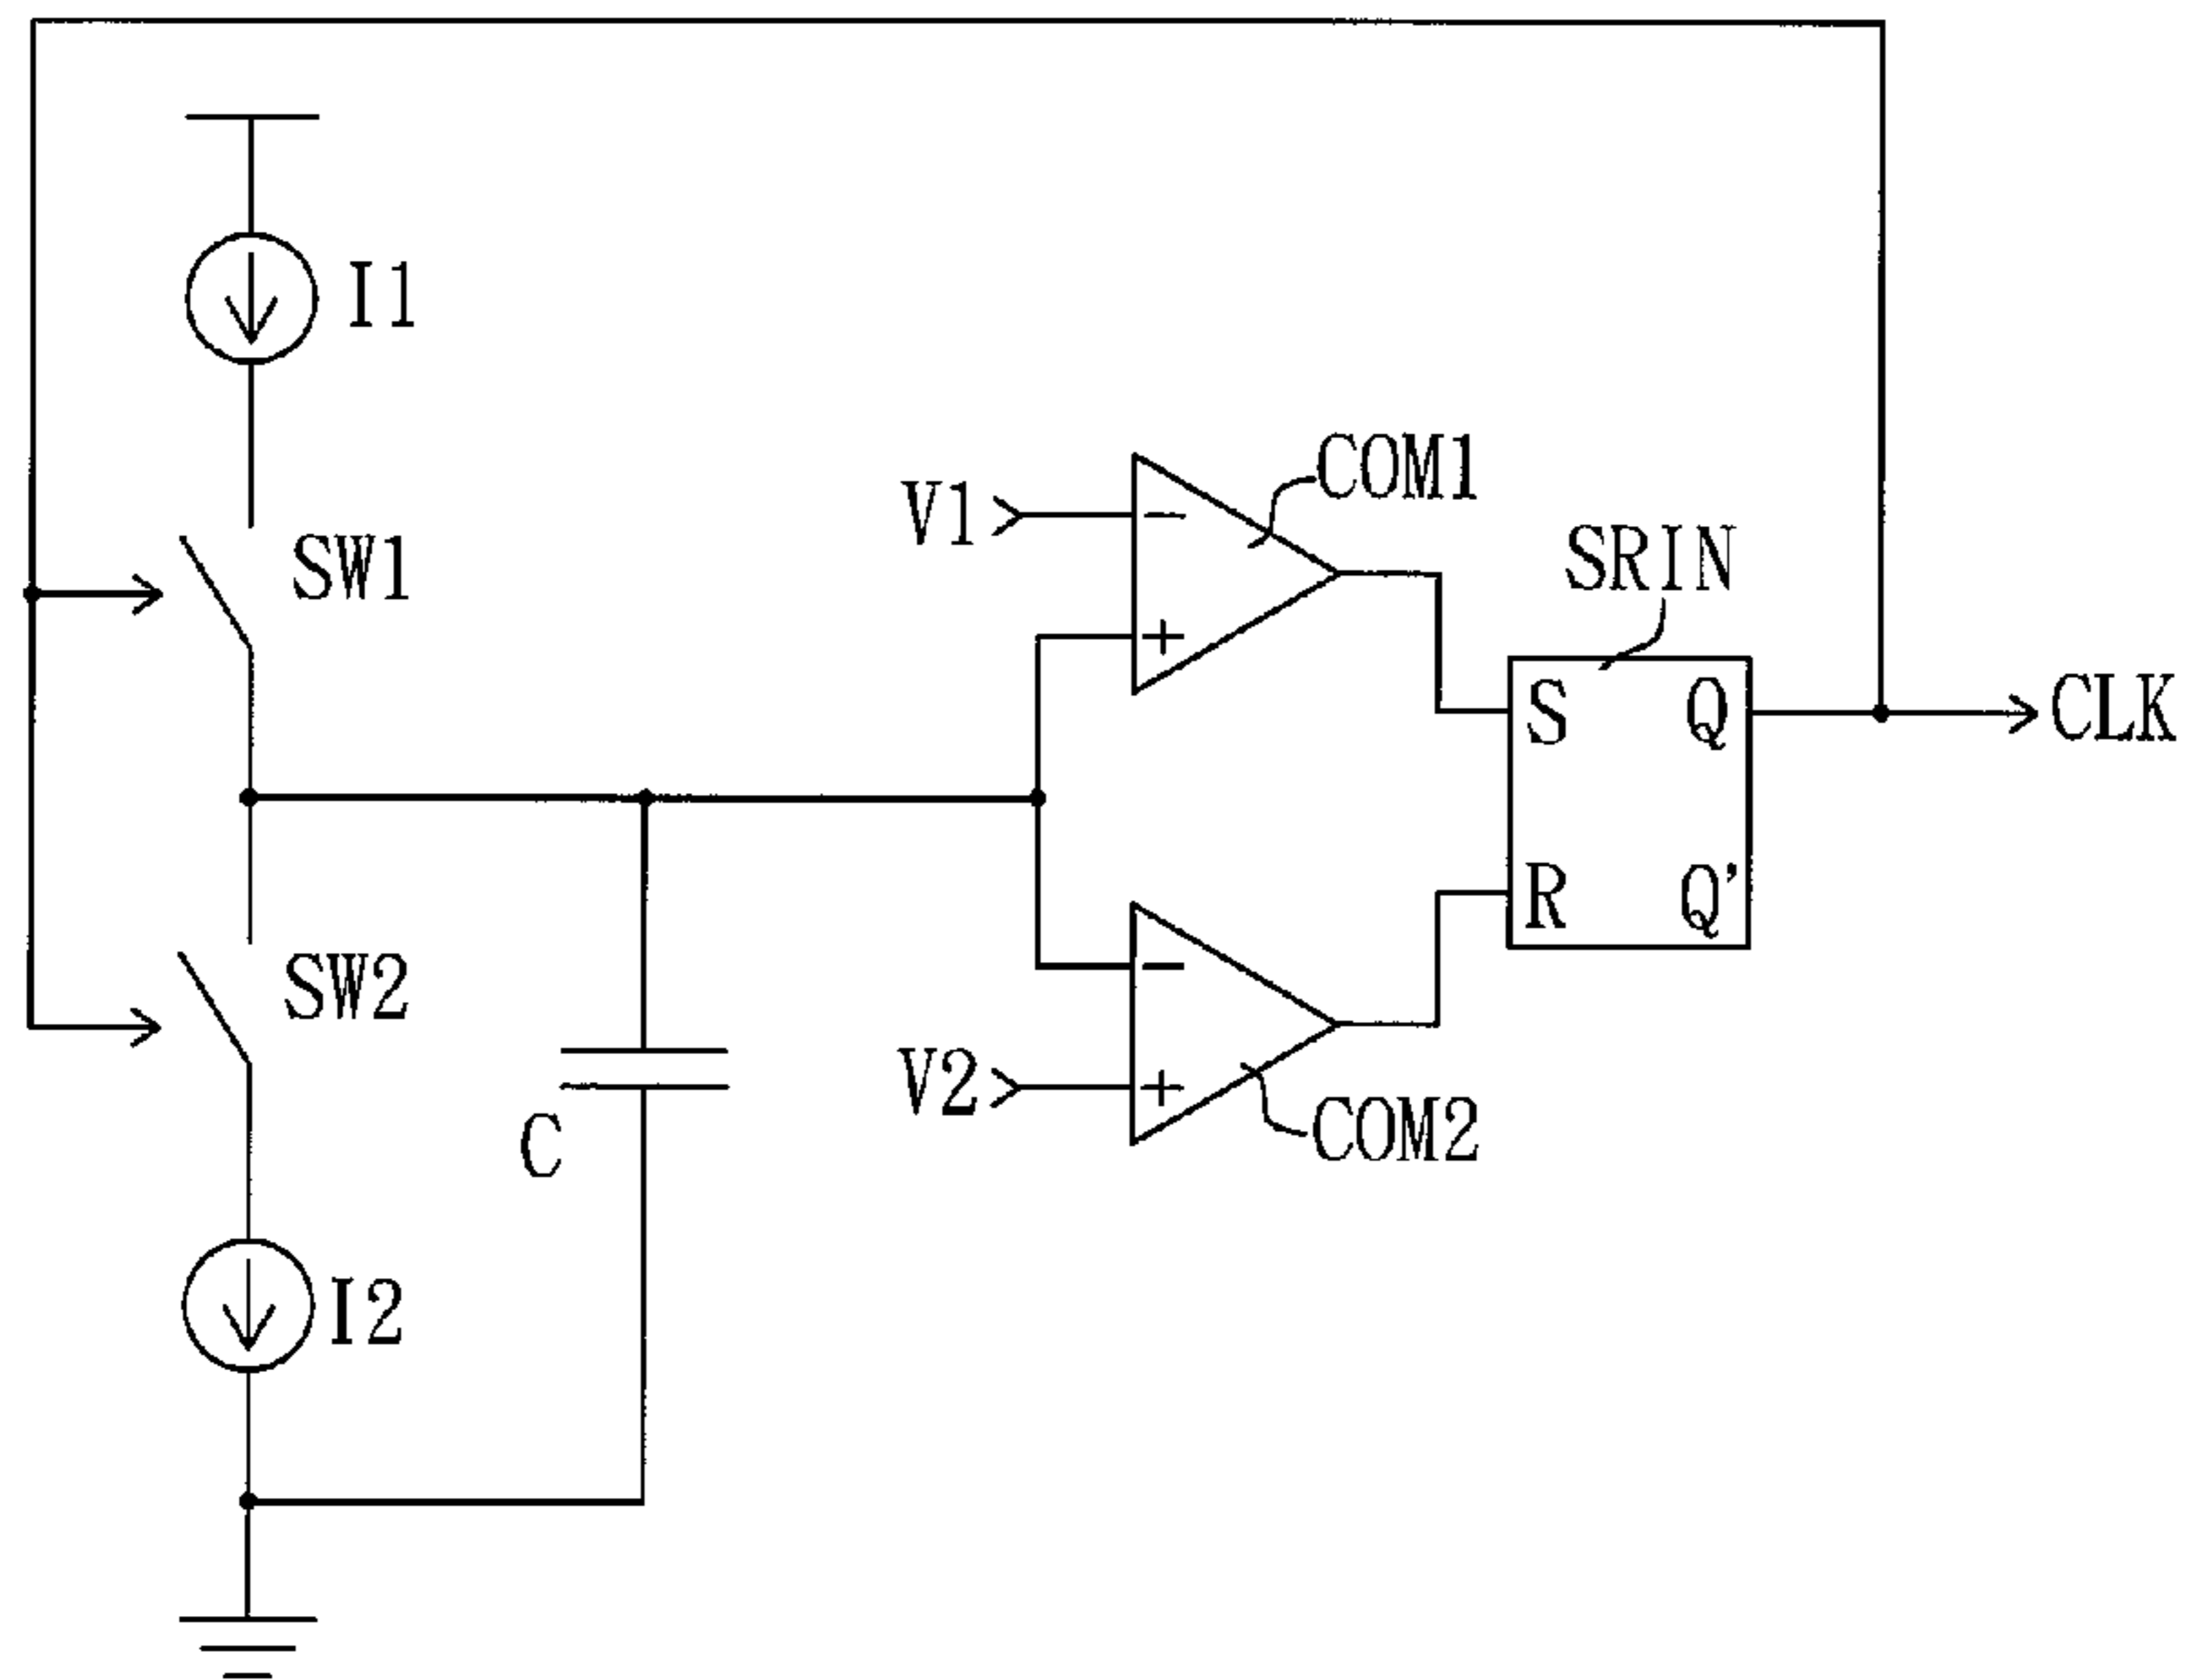 I1
COM1
V1
-
SW1
SRIN
+
S
Q
CLK
R
Q'
SW2
-
V2
+
COM2
C
I2